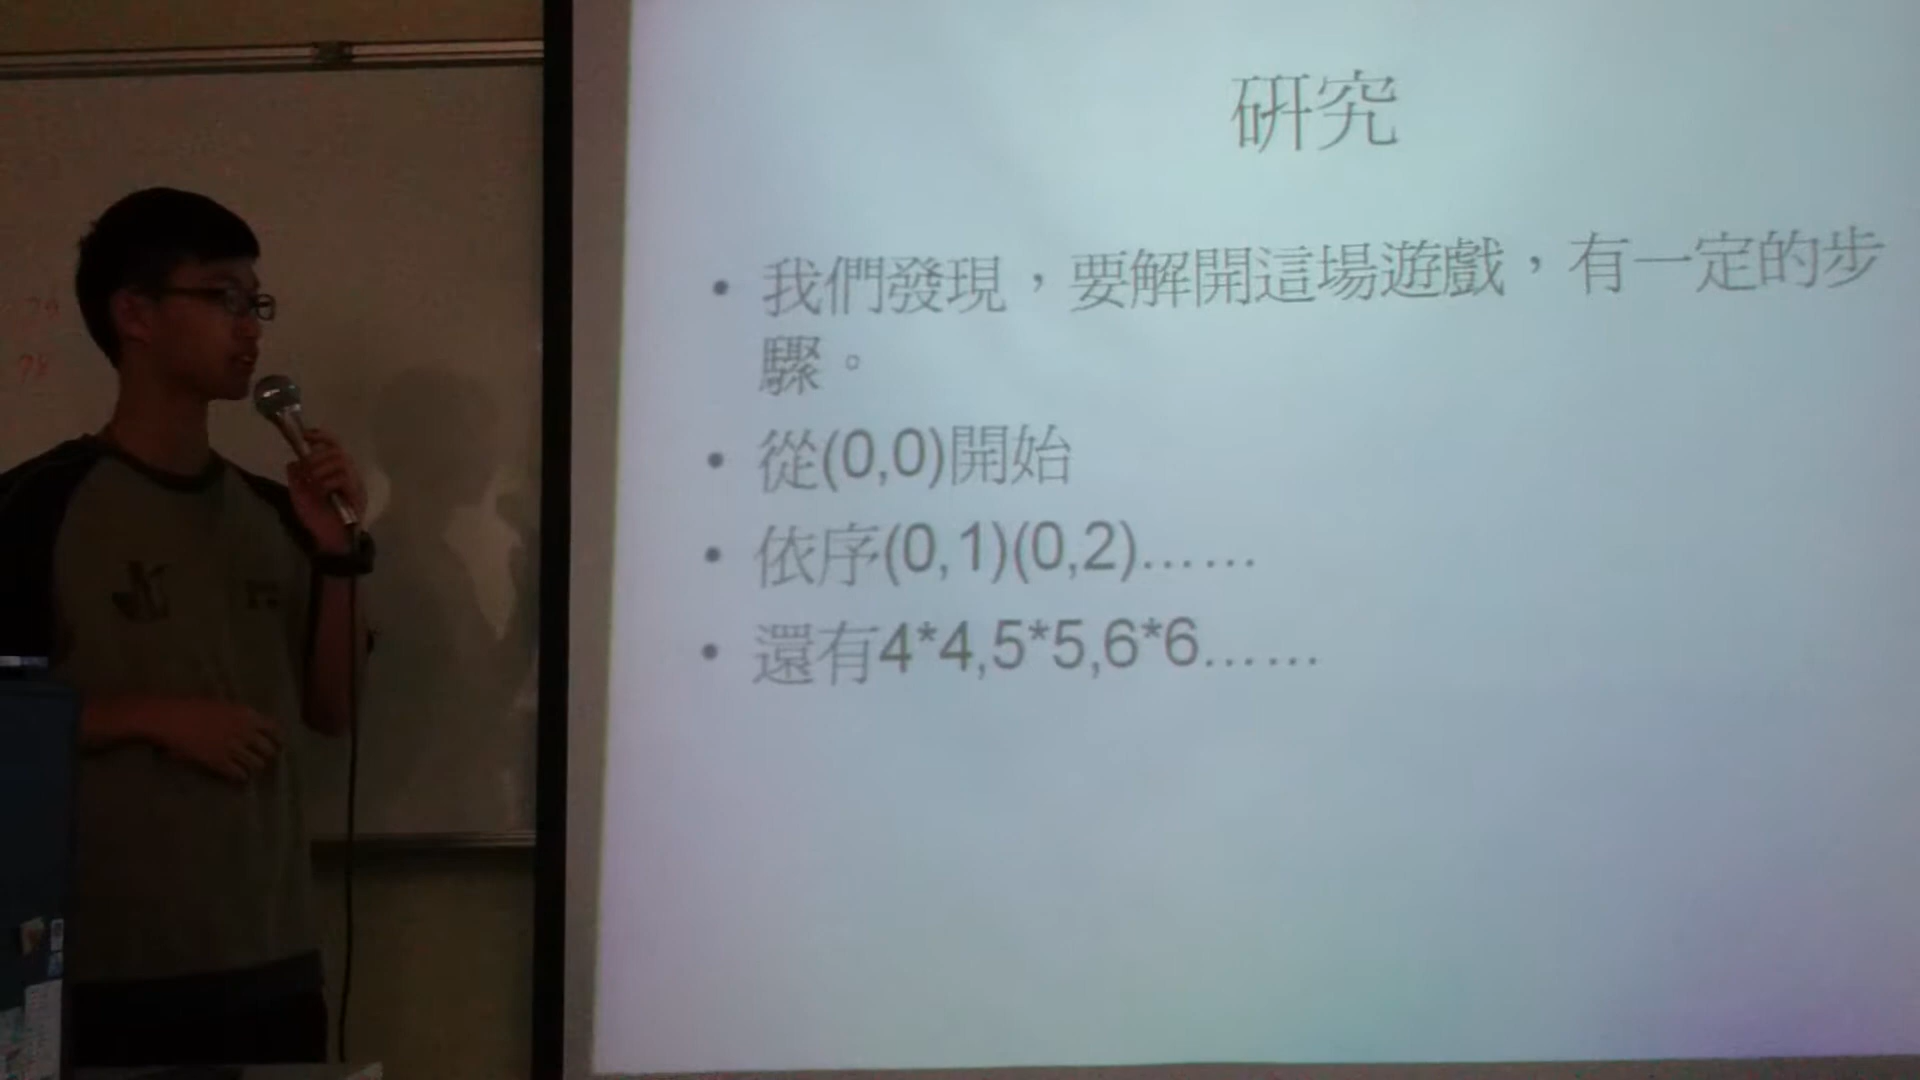 研究
• 我們發現，要解開這場遊戲，有一定的步
驟。
• 從(0,0)開始
• 依序(0,1)(0,2)……
• 還有4*4,5*5,6*6……